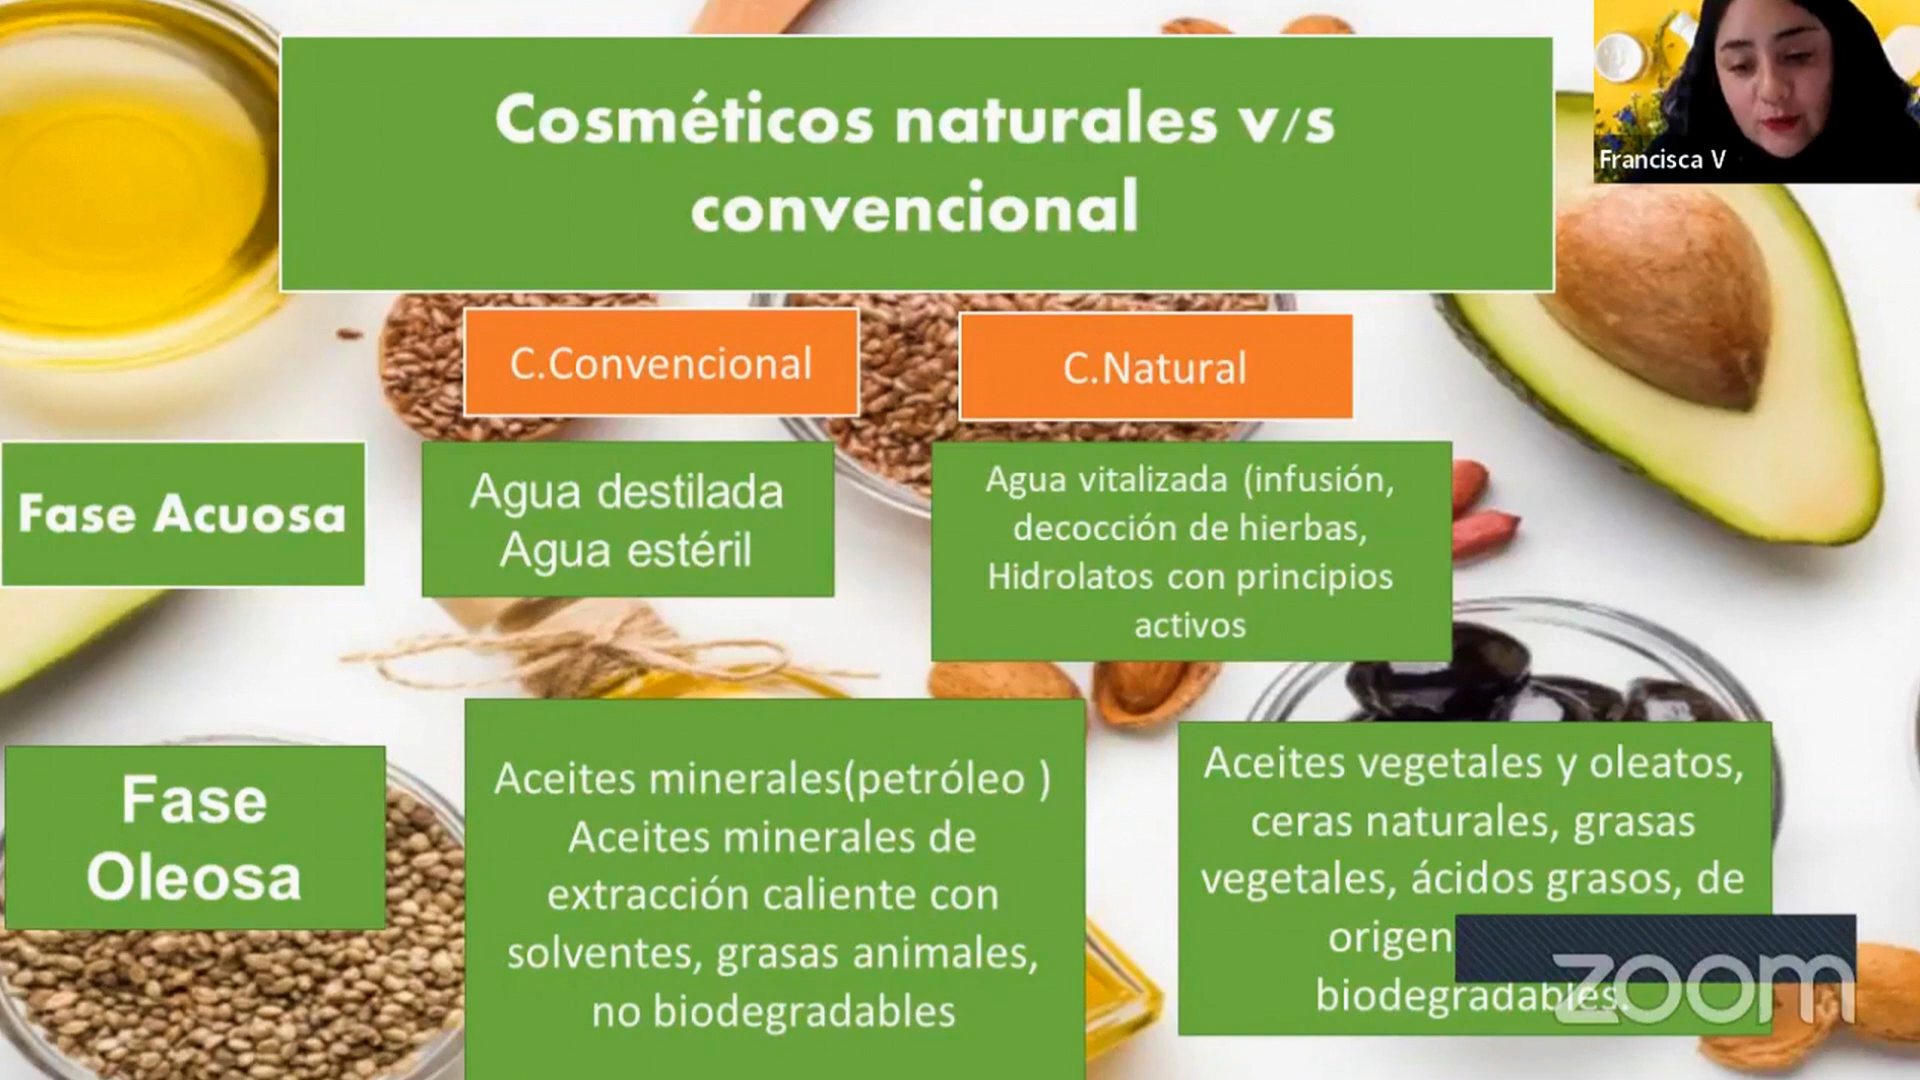 Cosméticos naturales v/s
convencional
Francisca V
C.Convencional
C.Natural
Fase Acuosa
Agua destilada
Agua estéril
Agua vitalizada (infusión,
decocción de hierbas,
Hidrolatos con principios
activos
Fase
Oleosa
Aceites minerales(petróleo )
Aceites minerales de
extracción caliente con
solventes, grasas animales,
no biodegradables
Aceites vegetales y oleatos,
ceras naturales, grasas
vegetales, ácidos grasos, de
origen
biodegradables.
zoom